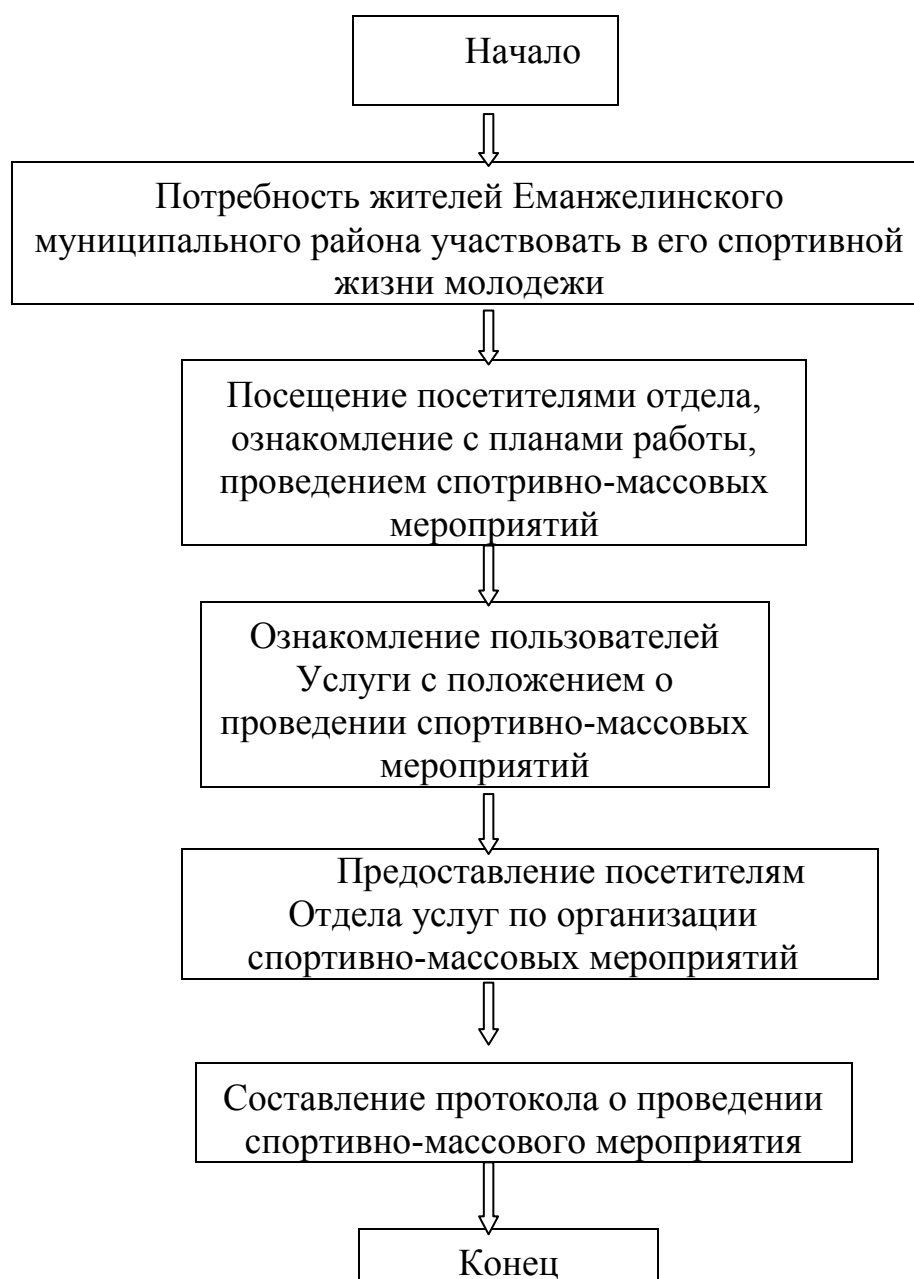 Начало
Потребность жителей Еманжелинского
муниципального района участвовать в его спортивной
жизни молодежи
Посещение посетителями отдела,
ознакомление с планами работы,
проведением спотривно-массовых
мероприятий
Ознакомление пользователей
Услуги с положением о
проведении спортивно-массовых
мероприятий
Предоставление посетителям
Отдела услуг по организации
спортивно-массовых мероприятий
Составление протокола о проведении
спортивно-массового мероприятия
Конец